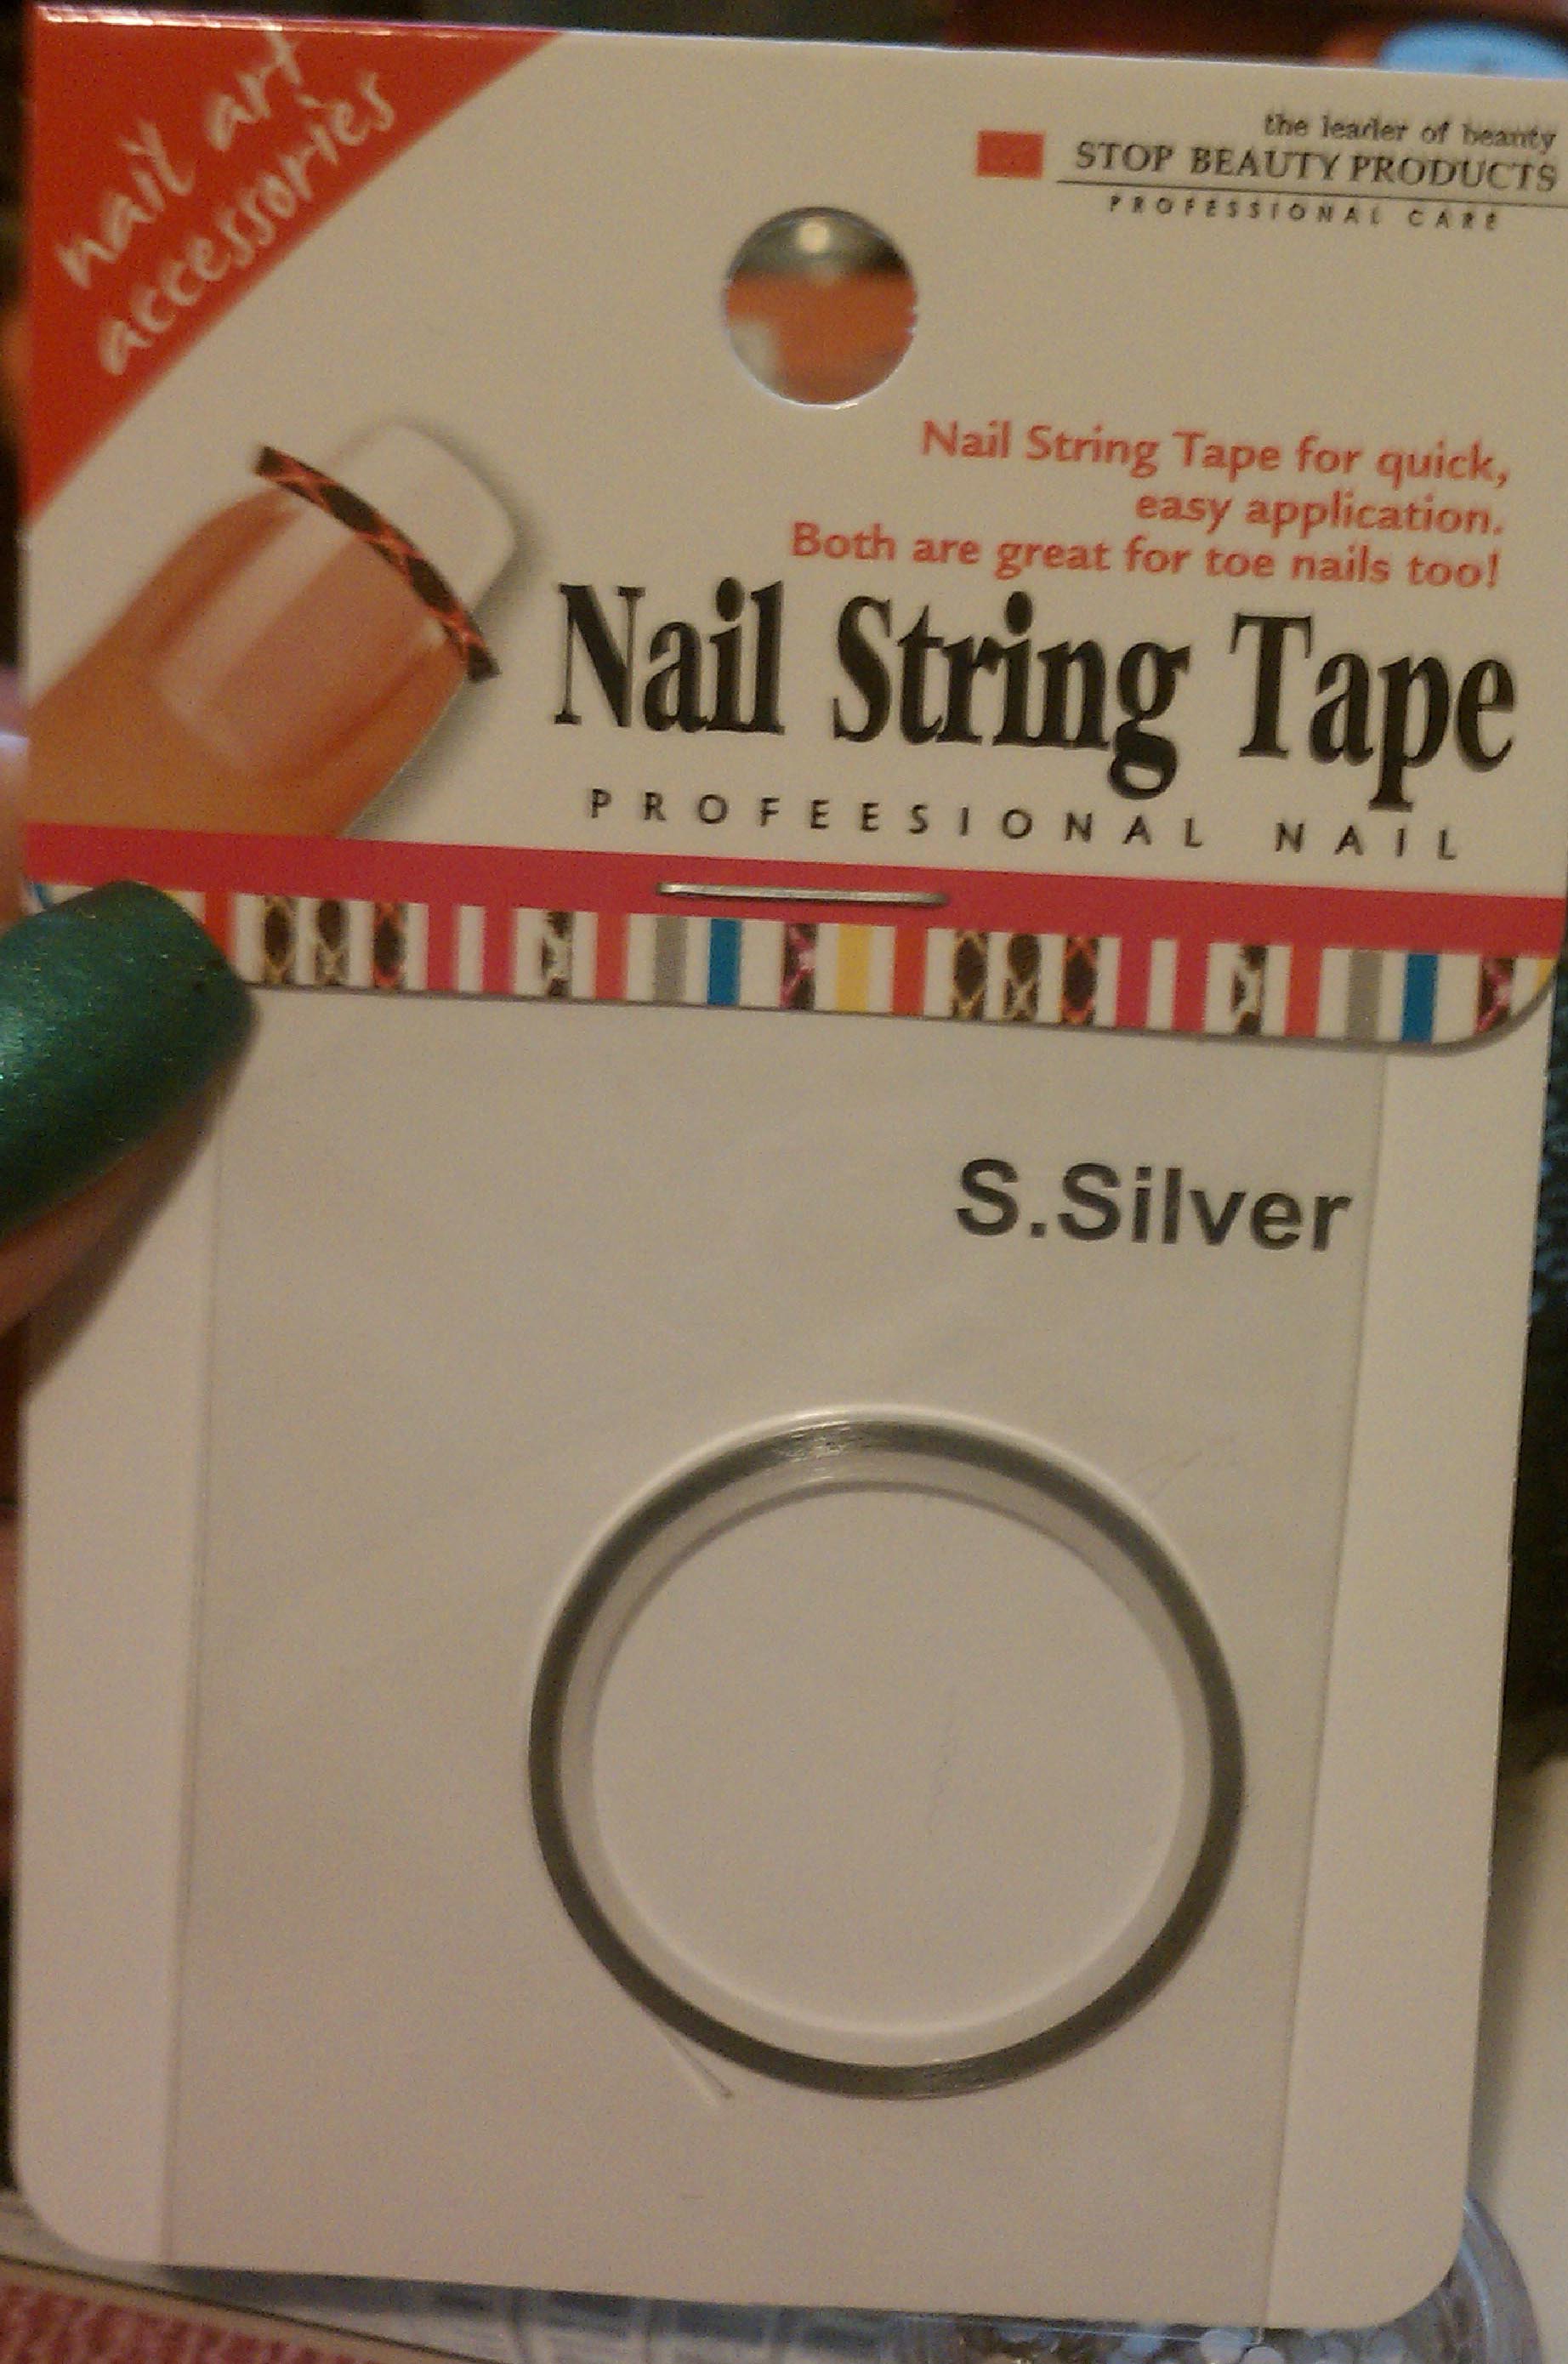 nail art
accessories
the leader of beauty
STOP BEAUTY PRODUCTS
PROFESSIONAL CARE
Nail String Tape for quick,
easy application.
Both are great for toe nails too!
Nail String Tape
PROFEESIONAL NAIL
S.Silver